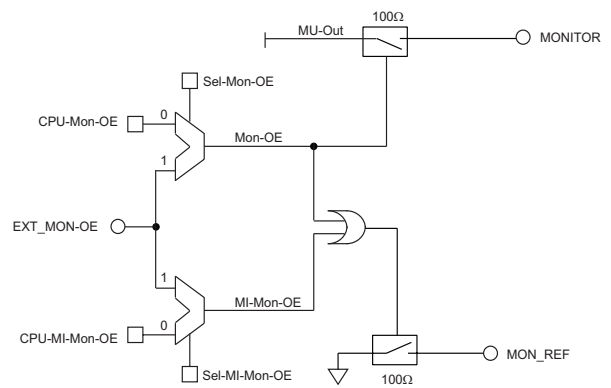 100Ω
MU-Out
MONITOR
Sel-Mon-OE
0
CPU-Mon-OE
Mon-OE
1
EXT_MON-OE
1
MI-Mon-OE
0
CPU-MI-Mon-OE
MON_REF
Sel-MI-Mon-OE
100Ω